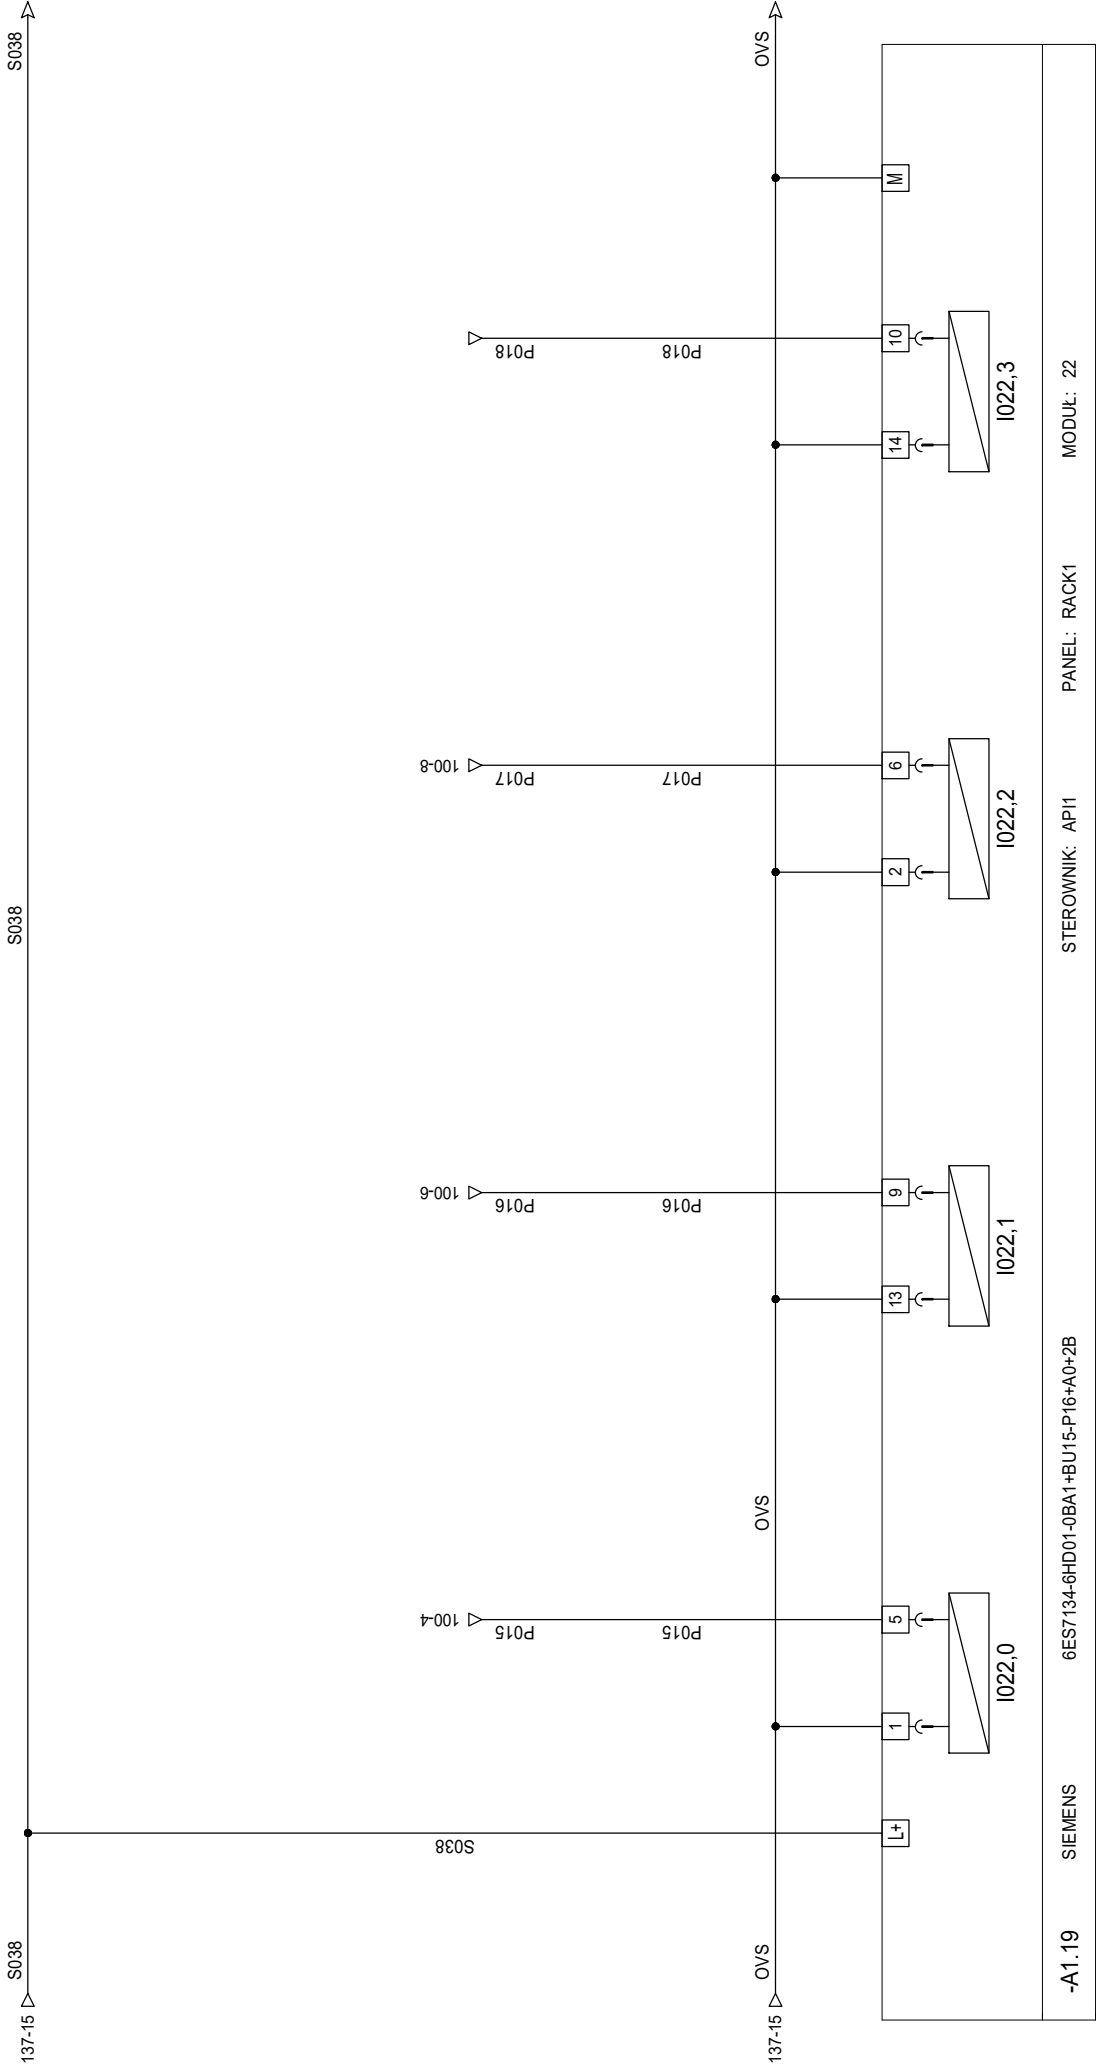 137-15 S038 S038 S038
S038
100-4 100-6 100-8
P015 P016 P017 P018
P015 P016 P017 P018
137-15 OVS OVS OVS
L+ 1 5 13 9 2 6 14 10 M
I022,0 I022,1 I022,2 I022,3
-A1.19 SIEMENS 6ES7134-6HD01-0BA1+BU15-P16+A0+2B STEROWNIK: API1 PANEL: RACK1 MODUŁ: 22